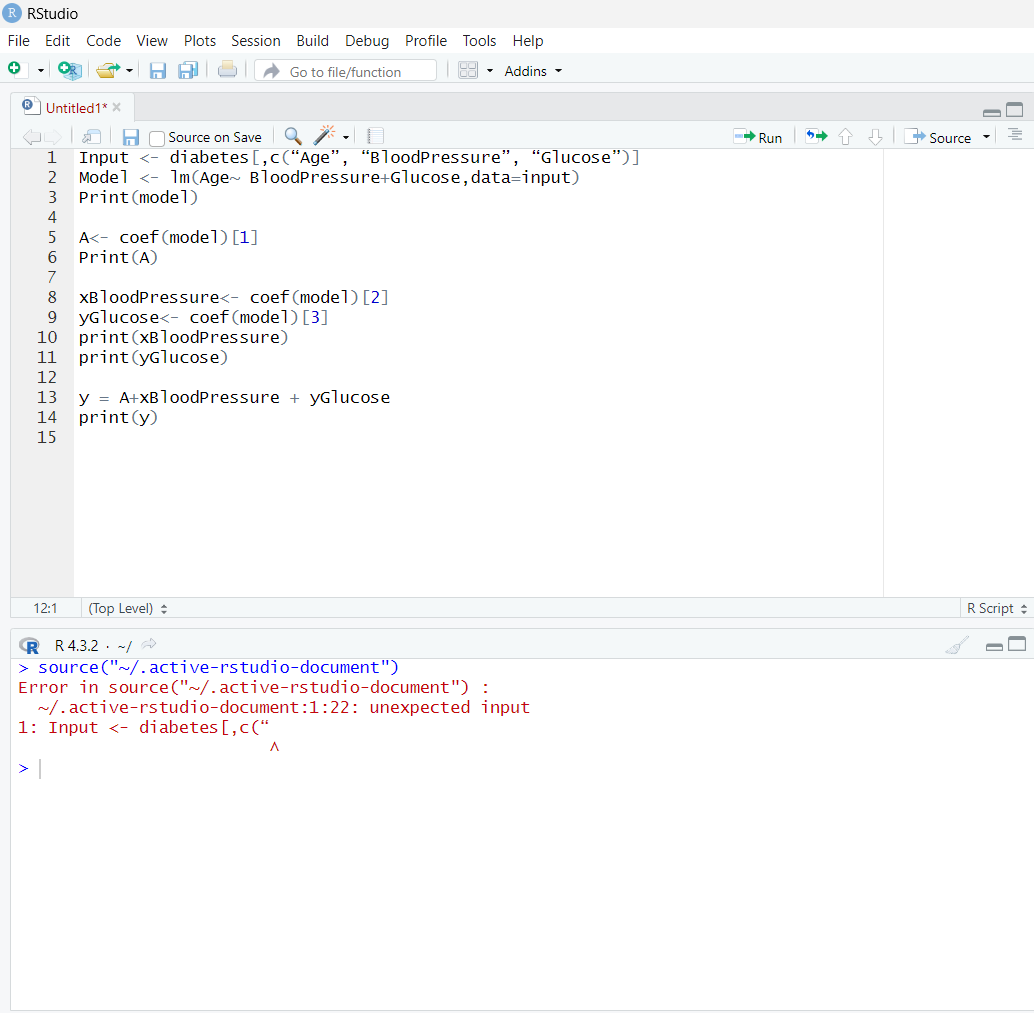 RStudio
File Edit Code View Plots Session Build Debug Profile Tools Help
Go to file/function Addins
Untitled1*
Source on Save Run Source
1 Input <- diabetes[,c(“Age”, “BloodPressure”, “Glucose”)]
2 Model <- lm(Age~ BloodPressure+Glucose,data=input)
3 Print(model)
4
5 A<- coef(model)[1]
6 Print(A)
7
8 xBloodPressure<- coef(model)[2]
9 yGlucose<- coef(model)[3]
10 print(xBloodPressure)
11 print(yGlucose)
12
13 y = A+xBloodPressure + yGlucose
14 print(y)
15
12:1 (Top Level) R Script
R 4.3.2 · ~/
> source("~/.active-rstudio-document")
Error in source("~/.active-rstudio-document") :
  ~/.active-rstudio-document:1:22: unexpected input
1: Input <- diabetes[,c(“
                         ^
>